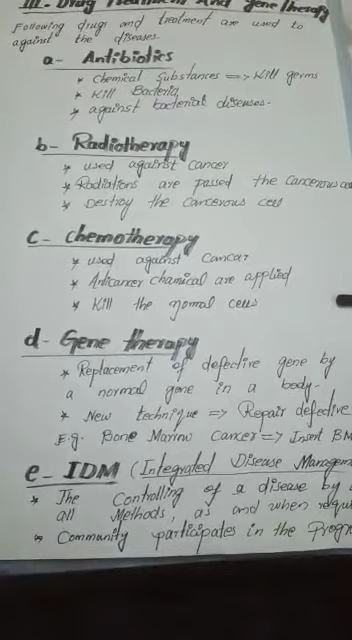 III- Drug Treatment And gene therapy
Following drugs and treatment are used to
against the diseases.
a- Antibiotics
* Chemical Substances => Kill germs
* Kill Bacteria
* against bacterial diseases.
b- Radiotherapy
* used against Cancer
* Radiations are passed the Cancerous
* Destroy the Cancerous cell
c- Chemotherapy
* used against Cancar
* Anticancer chamical are applied
* Kill the normal cells
d- Gene therapy
* Replacement of defective gene by
a normal gene in a body.
* New technique => Repair defective
E.g. Bone Marrow Cancer => Insert BM
e- IDM (Integrated Disease Managem
* The Controlling of a disease by
all Methods, as and when requ
* Community participates in the Progr